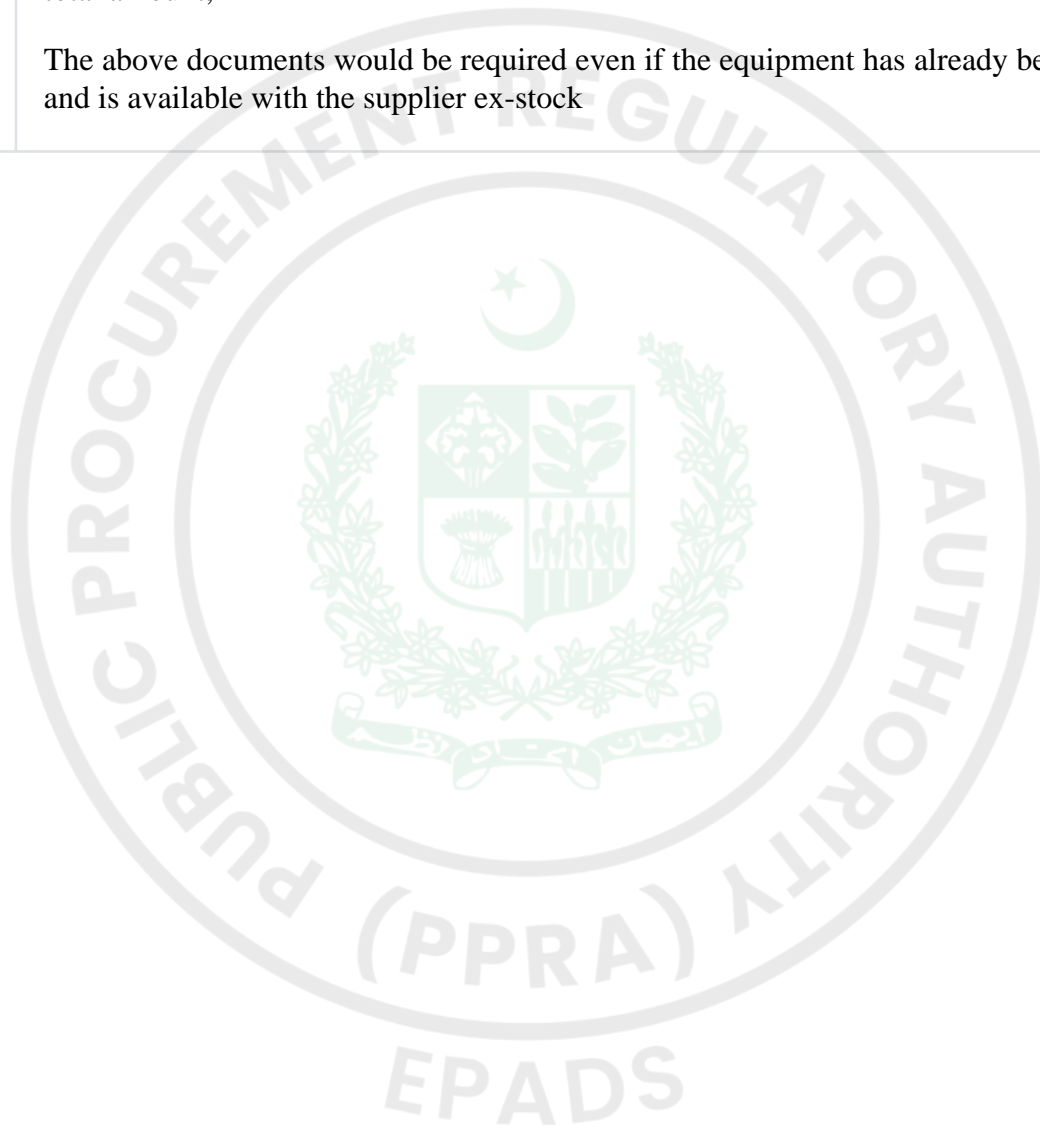 The above documents would be required even if the equipment has already be
and is available with the supplier ex-stock
PUBLIC PROCUREMENT REGULATORY AUTHORITY
(PPRA)
EPADS